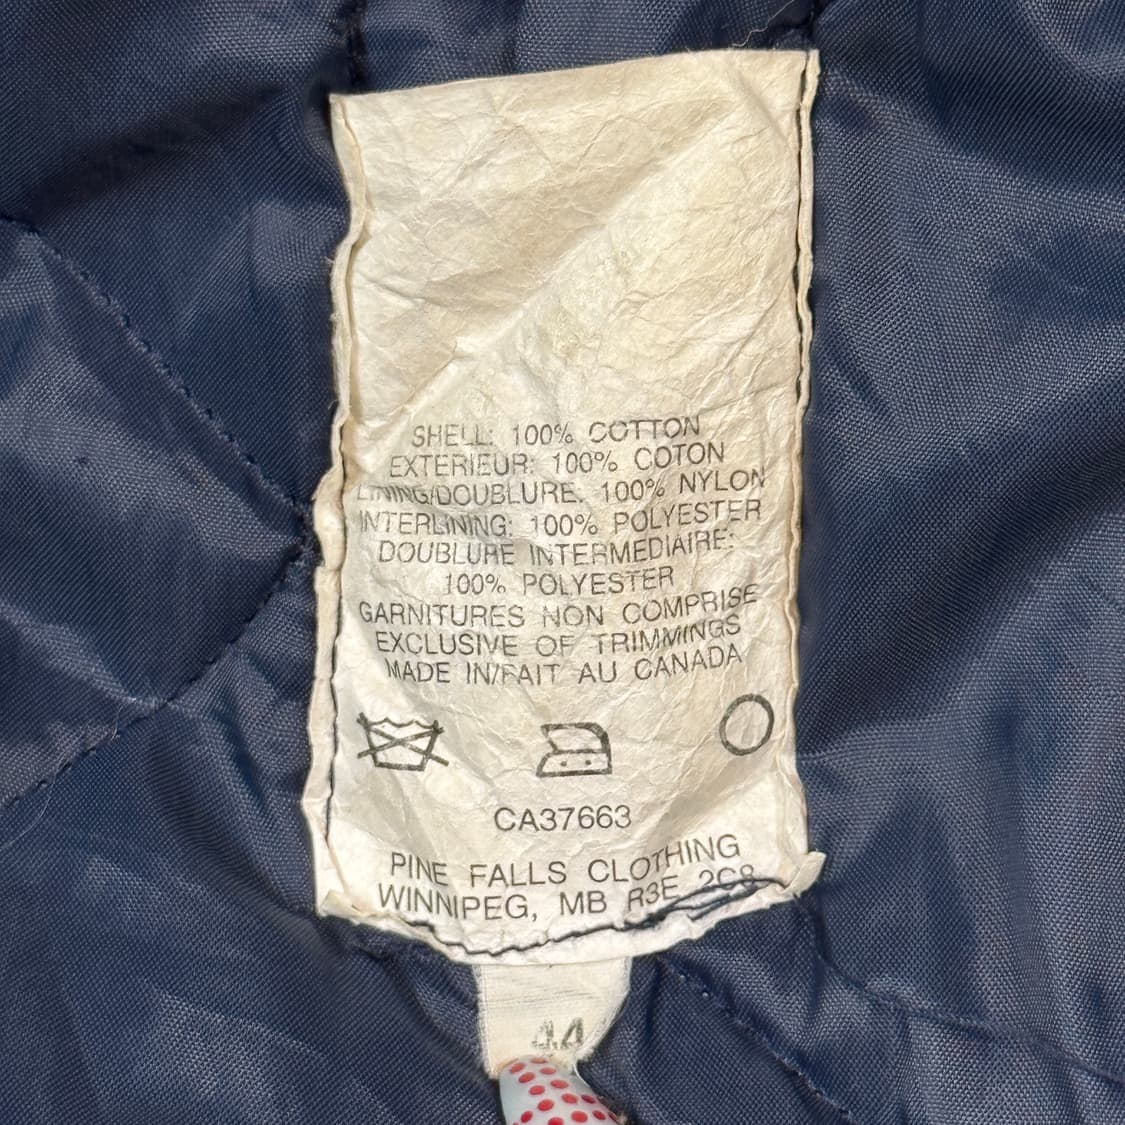 SHELL: 100% COTTON
EXTERIEUR: 100% COTON
LINING/DOUBLURE: 100% NYLON
INTERLINING: 100% POLYESTER
DOUBLURE INTERMEDIAIRE:
100% POLYESTER
GARNITURES NON COMPRISE
EXCLUSIVE OF TRIMMINGS
MADE IN/FAIT AU CANADA
CA37663
PINE FALLS CLOTHING
WINNIPEG, MB R3E
44